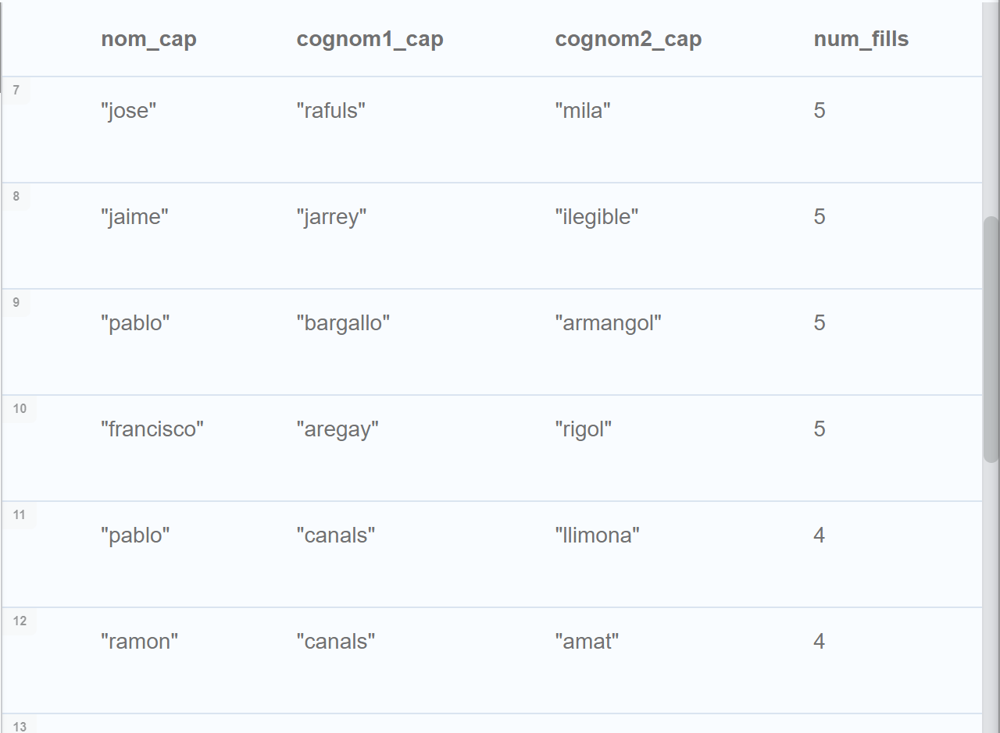 nom_cap cognom1_cap cognom2_cap num_fills
7
"jose" "rafuls" "mila" 5
8
"jaime" "jarrey" "ilegible" 5
9
"pablo" "bargallo" "armangol" 5
10
"francisco" "aregay" "rigol" 5
11
"pablo" "canals" "llimona" 4
12
"ramon" "canals" "amat" 4
13